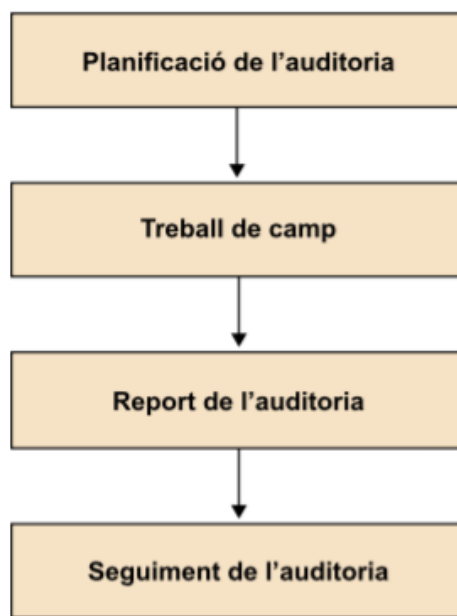 Planificació de l’auditoria
Treball de camp
Report de l’auditoria
Seguiment de l’auditoria